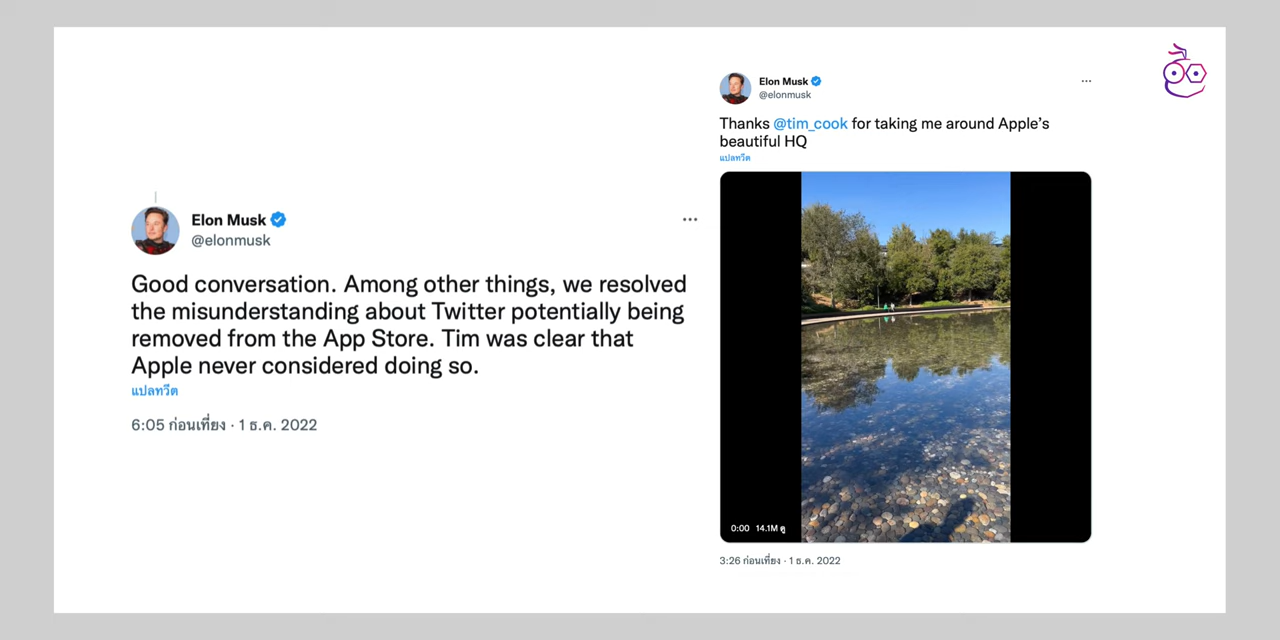 Elon Musk
@elonmusk
Good conversation. Among other things, we resolved
the misunderstanding about Twitter potentially being
removed from the App Store. Tim was clear that
Apple never considered doing so.
แปลทวีต
6:05 ก่อนเที่ยง · 1 ธ.ค. 2022
Elon Musk
@elonmusk
Thanks @tim_cook for taking me around Apple’s
beautiful HQ
แปลทวีต
0:00 14.1M ดู
3:26 ก่อนเที่ยง · 1 ธ.ค. 2022